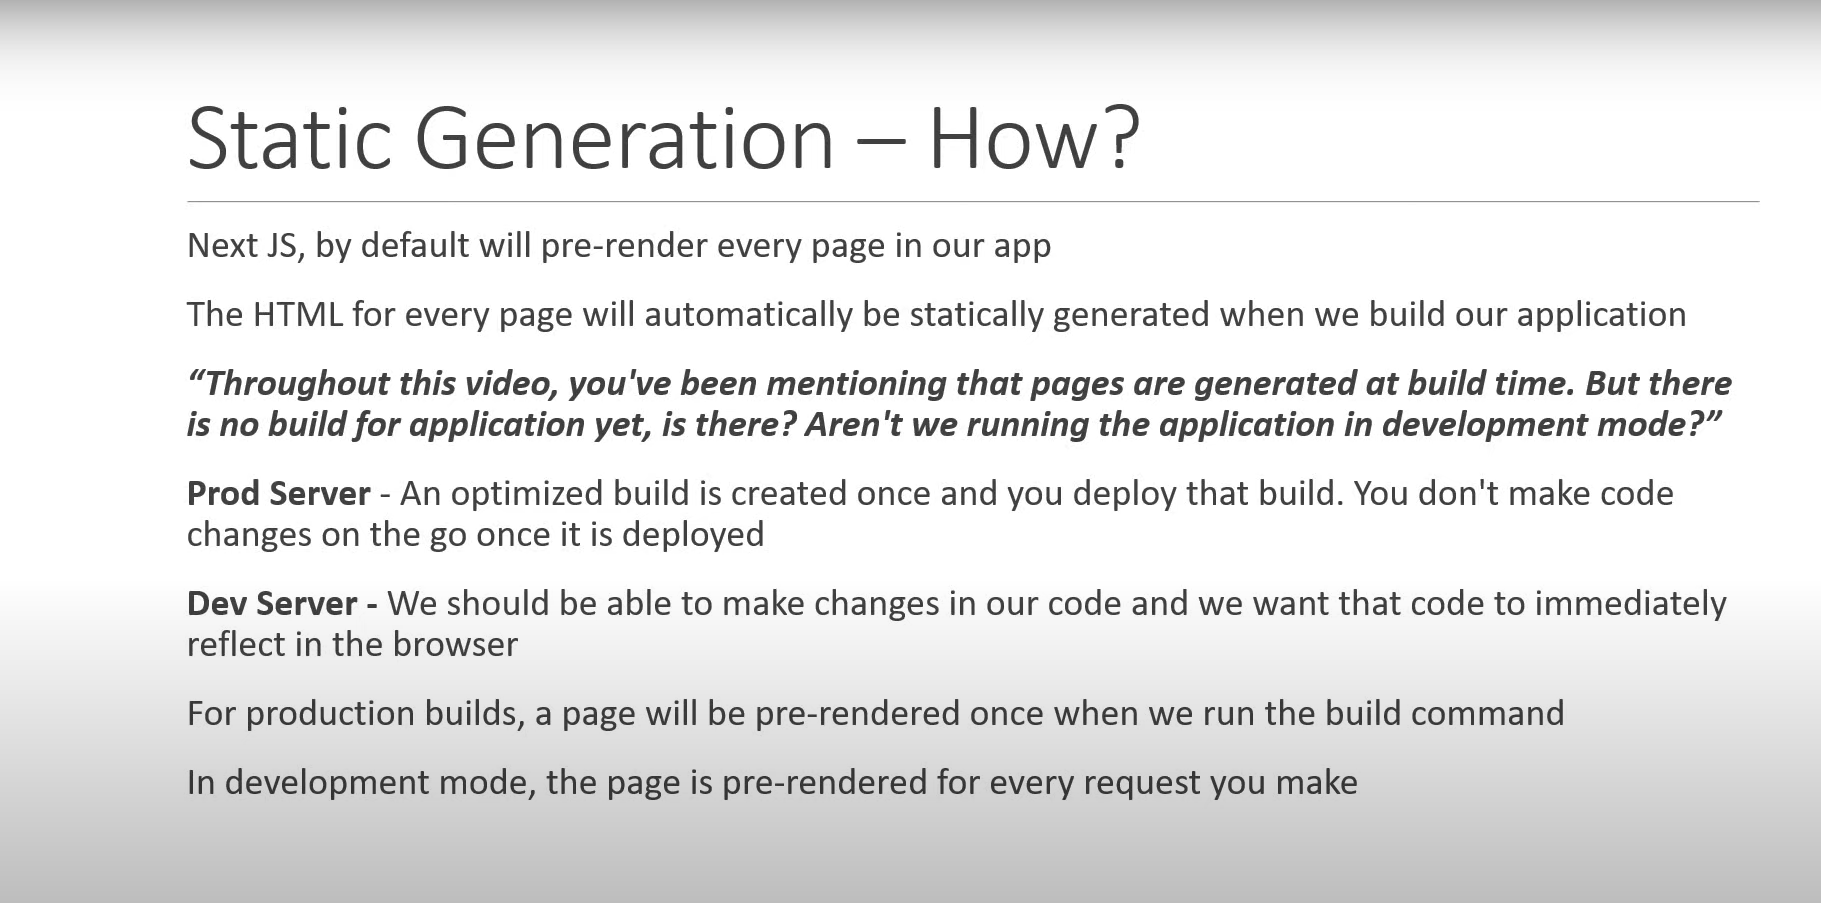 Static Generation – How?
Next JS, by default will pre-render every page in our app
The HTML for every page will automatically be statically generated when we build our application
“Throughout this video, you've been mentioning that pages are generated at build time. But there
is no build for application yet, is there? Aren't we running the application in development mode?”
Prod Server - An optimized build is created once and you deploy that build. You don't make code
changes on the go once it is deployed
Dev Server - We should be able to make changes in our code and we want that code to immediately
reflect in the browser
For production builds, a page will be pre-rendered once when we run the build command
In development mode, the page is pre-rendered for every request you make